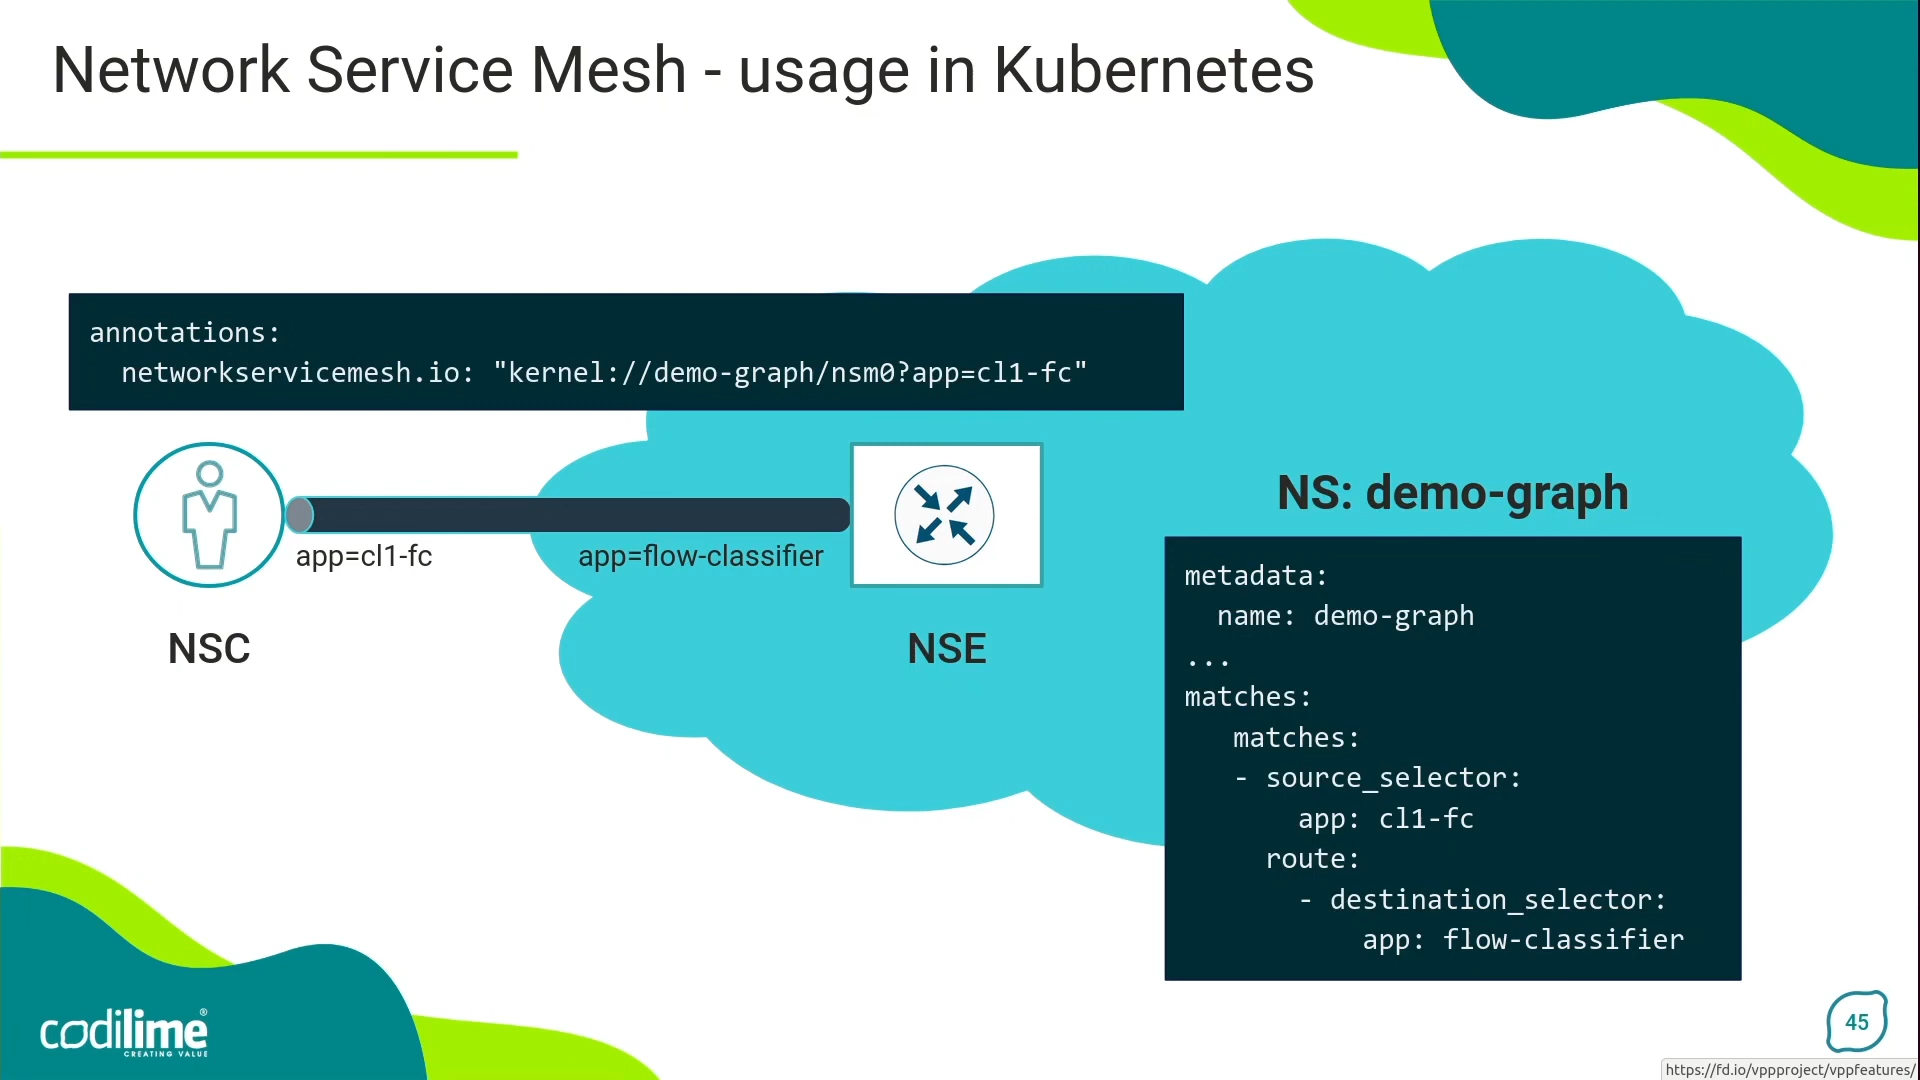 Network Service Mesh - usage in Kubernetes
annotations:
networkservicemesh.io: "kernel://demo-graph/nsm0?app=cl1-fc"
app=cl1-fc
app=flow-classifier
NSC
NSE
NS: demo-graph
metadata:
name: demo-graph
...
matches:
matches:
- source_selector:
app: cl1-fc
route:
- destination_selector:
app: flow-classifier
codilime®
CREATING VALUE
45
https://fd.io/vppproject/vppfeatures/